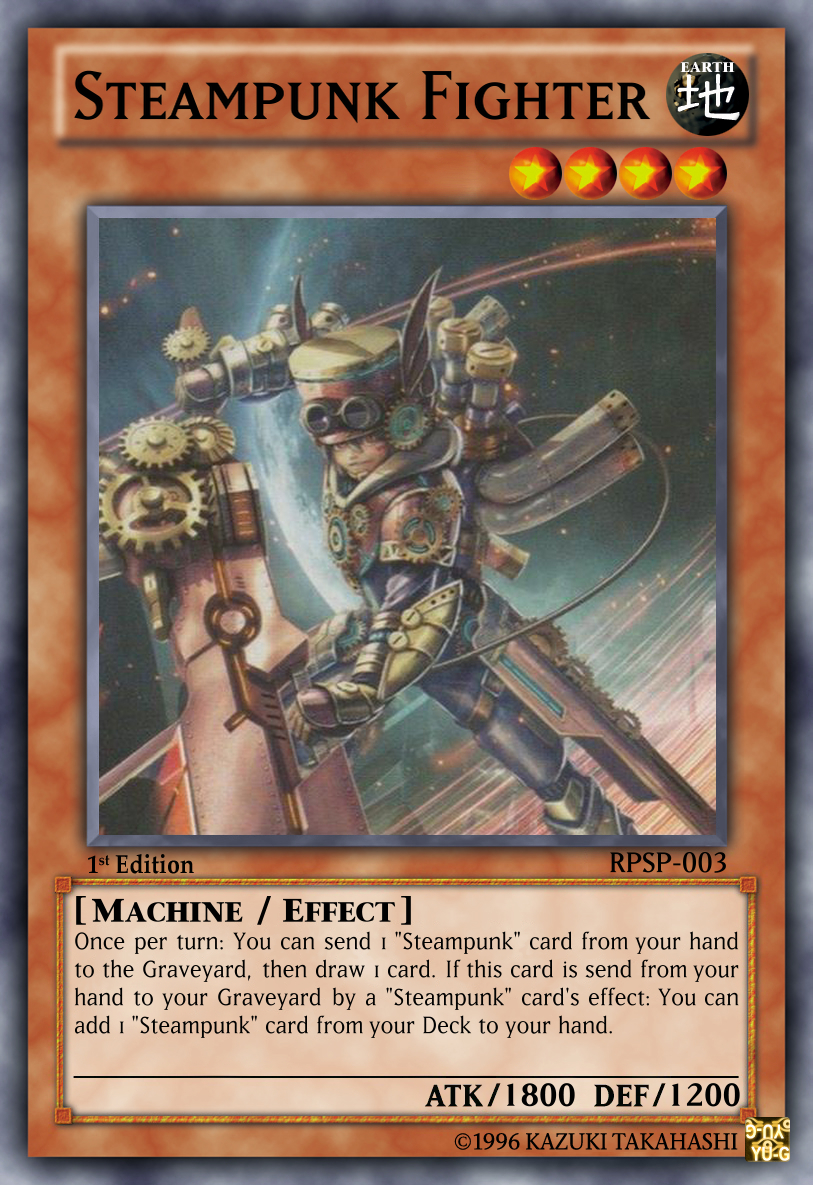 STEAMPUNK FIGHTER
EARTH
地
1st Edition
RPSP-003
[ MACHINE / EFFECT ]
Once per turn: You can send 1 "Steampunk" card from your hand
to the Graveyard, then draw 1 card. If this card is send from your
hand to your Graveyard by a "Steampunk" card's effect: You can
add 1 "Steampunk" card from your Deck to your hand.
ATK/1800 DEF/1200
©1996 KAZUKI TAKAHASHI